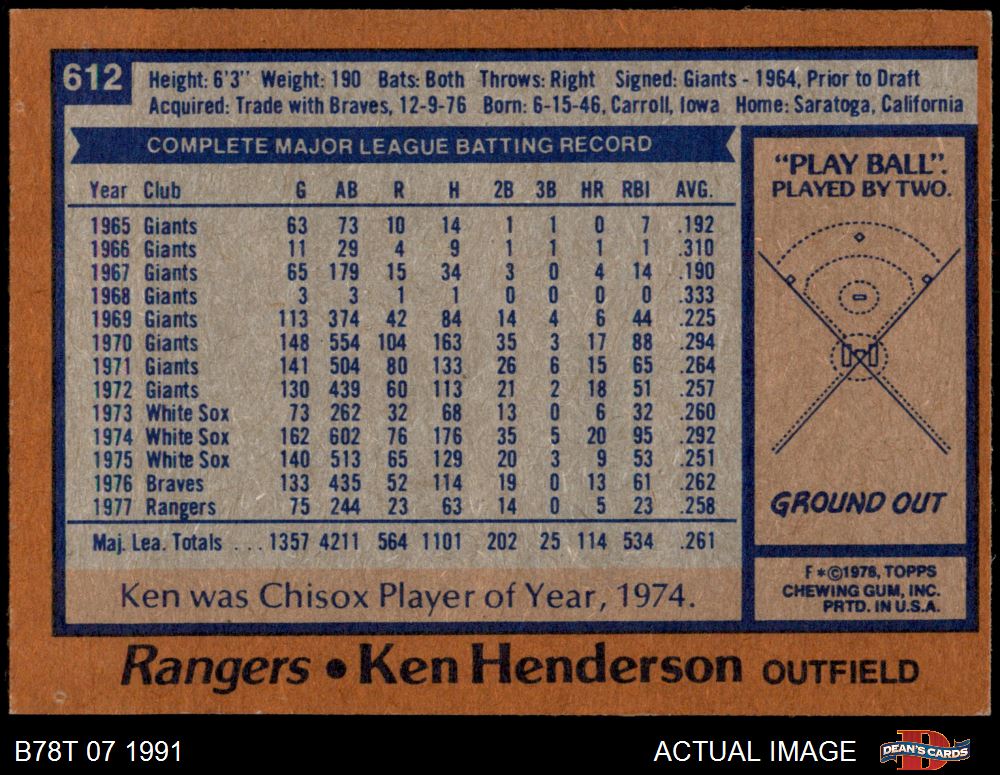 612
Height: 6'3" Weight: 190 Bats: Both Throws: Right Signed: Giants - 1964, Prior to Draft
Acquired: Trade with Braves, 12-9-76 Born: 6-15-46, Carroll, Iowa Home: Saratoga, California
COMPLETE MAJOR LEAGUE BATTING RECORD
Year Club G AB R H 2B 3B HR RBI AVG.
1965 Giants 63 73 10 14 1 1 0 7 .192
1966 Giants 11 29 4 9 1 1 1 1 .310
1967 Giants 65 179 15 34 3 0 4 14 .190
1968 Giants 3 3 1 1 0 0 0 0 .333
1969 Giants 113 374 42 84 14 4 6 44 .225
1970 Giants 148 554 104 163 35 3 17 88 .294
1971 Giants 141 504 80 133 26 6 15 65 .264
1972 Giants 130 439 60 113 21 2 18 51 .257
1973 White Sox 73 262 32 68 13 0 6 32 .260
1974 White Sox 162 602 76 176 35 5 20 95 .292
1975 White Sox 140 513 65 129 20 3 9 53 .251
1976 Braves 133 435 52 114 19 0 13 61 .262
1977 Rangers 75 244 23 63 14 0 5 23 .258
Maj. Lea. Totals ... 1357 4211 564 1101 202 25 114 534 .261
Ken was Chisox Player of Year, 1974.
"PLAY BALL".
PLAYED BY TWO.
GROUND OUT
F*©1978, TOPPS
CHEWING GUM, INC.
PRTD. IN U.S.A.
Rangers • Ken Henderson OUTFIELD
B78T 07 1991
ACTUAL IMAGE
D
DEAN'S CARDS